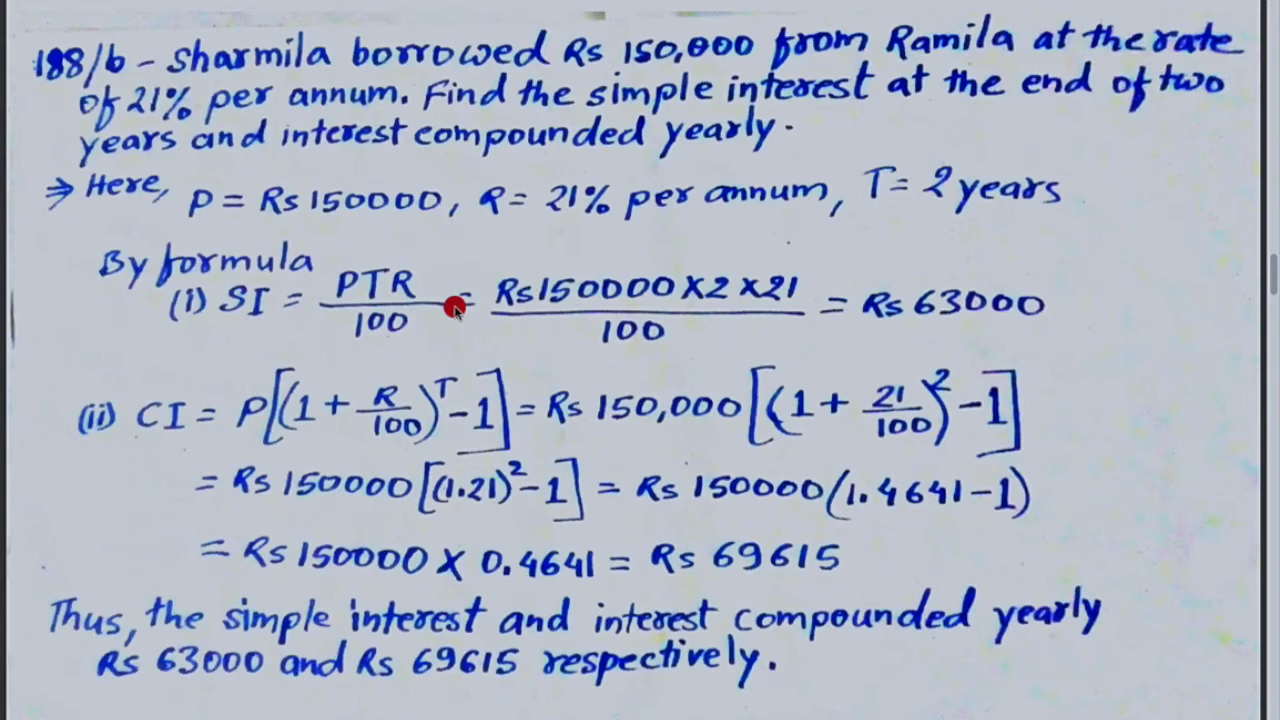 188/b - Sharmila borrowed Rs 150,000 from Ramila at the rate
of 21% per annum. Find the simple interest at the end of two
years and interest compounded yearly.
⇒ Here, P = Rs 150000, R = 21% per annum, T = 2 years
By formula
(i) SI = PTR/100 = Rs 150000 X 2 X 21/100 = Rs 63000
(ii) CI = P[(1 + R/100)^T - 1] = Rs 150,000 [(1 + 21/100)^2 - 1]
= Rs 150000 [(1.21)^2 - 1] = Rs 150000 (1.4641 - 1)
= Rs 150000 X 0.4641 = Rs 69615
Thus, the simple interest and interest compounded yearly
Rs 63000 and Rs 69615 respectively.